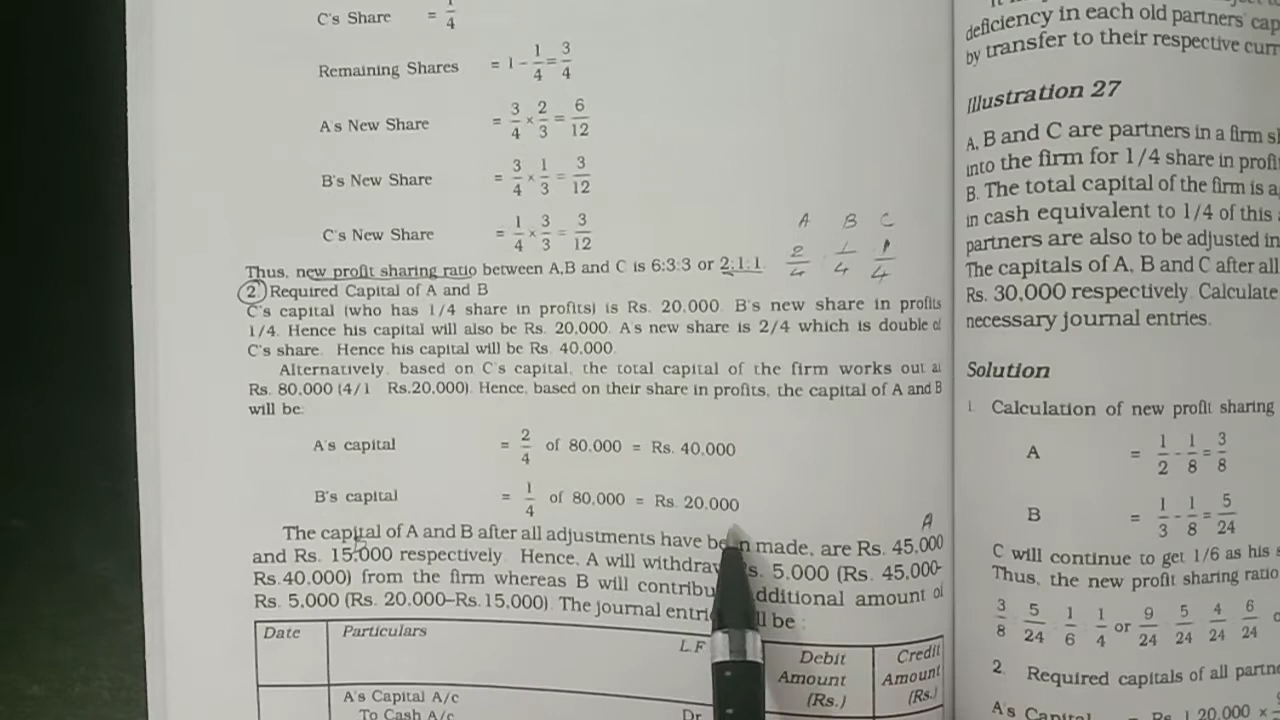 C's Share = 1/4
Remaining Shares = 1 - 1/4 = 3/4
A's New Share = 3/4 × 2/3 = 6/12
B's New Share = 3/4 × 1/3 = 3/12
C's New Share = 1/4 × 3/3 = 3/12
A B C
2/4 1/4 1/4
Thus, new profit sharing ratio between A,B and C is 6:3:3 or 2:1:1.
2. Required Capital of A and B
C's capital (who has 1/4 share in profits) is Rs. 20,000. B's new share in profits
1/4. Hence his capital will also be Rs. 20,000. A's new share is 2/4 which is double of
C's share. Hence his capital will be Rs. 40,000.
Alternatively, based on C's capital, the total capital of the firm works out at
Rs. 80,000 (4/1 Rs.20,000). Hence, based on their share in profits, the capital of A and B
will be:
A's capital = 2/4 of 80,000 = Rs. 40,000
B's capital = 1/4 of 80,000 = Rs. 20,000
A
The capital of A and B after all adjustments have been made, are Rs. 45,000
and Rs. 15,000 respectively. Hence, A will withdraw Rs. 5,000 (Rs. 45,000-
Rs.40,000) from the firm whereas B will contribu additional amount of
Rs. 5,000 (Rs. 20,000–Rs.15,000). The journal entri will be :
Date Particulars L.F Debit Amount (Rs.) Credit Amount (Rs.)
A's Capital A/c Dr
To Cash A/c
deficiency in each old partners' cap
by transfer to their respective curr
Illustration 27
A, B and C are partners in a firm sh
into the firm for 1/4 share in profit
B. The total capital of the firm is a
in cash equivalent to 1/4 of this
partners are also to be adjusted in
The capitals of A, B and C after all
Rs. 30,000 respectively. Calculate
necessary journal entries.
Solution
1. Calculation of new profit sharing
A = 1/2 - 1/8 = 3/8
B = 1/3 - 1/8 = 5/24
C will continue to get 1/6 as his s
Thus, the new profit sharing ratio
3/8 5/24 1/6 1/4 or 9/24 5/24 4/24 6/24
2. Required capitals of all partne
A's Capital = Rs. 1,20,000 ×